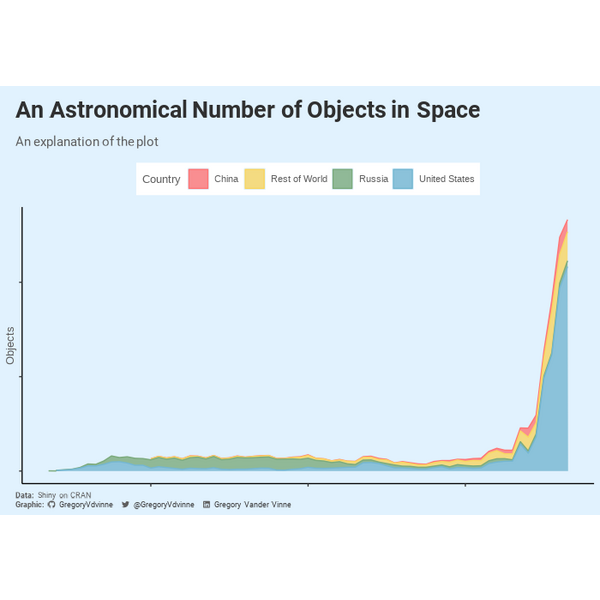 An Astronomical Number of Objects in Space
An explanation of the plot
Country China Rest of World Russia United States
Objects
Data: Shiny on CRAN
Graphic: GregoryVdvinne @GregoryVdvinne Gregory Vander Vinne